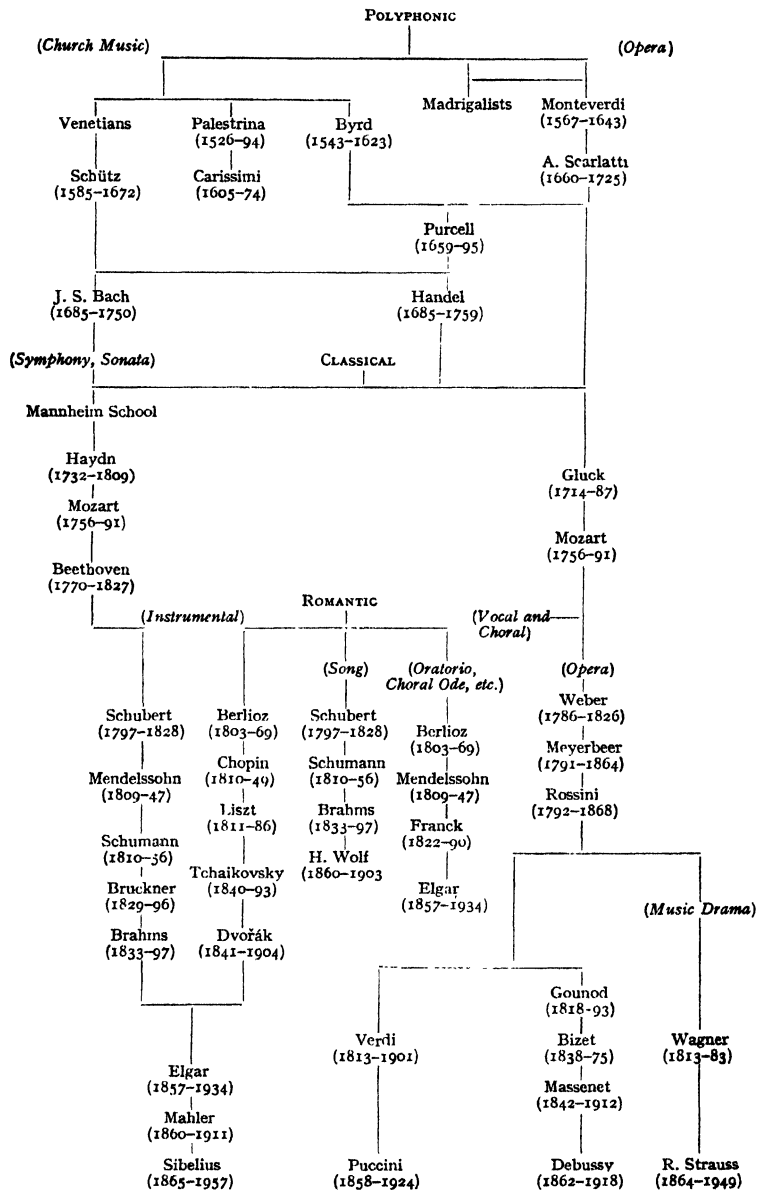 POLYPHONIC
(Church Music)
(Opera)
Madrigalists
Monteverdi
(1567–1643)
Venetians
Palestrina
(1526–94)
Byrd
(1543–1623)
A. Scarlatti
(1660–1725)
Schütz
(1585–1672)
Carissimi
(1605–74)
Purcell
(1659–95)
J. S. Bach
(1685–1750)
Handel
(1685–1759)
(Symphony, Sonata)
CLASSICAL
Mannheim School
Haydn
(1732–1809)
Gluck
(1714–87)
Mozart
(1756–91)
Mozart
(1756–91)
Beethoven
(1770–1827)
ROMANTIC
(Instrumental)
(Vocal and
Choral)
(Song)
(Oratorio,
Choral Ode, etc.)
(Opera)
Schubert
(1797–1828)
Mendelssohn
(1809–47)
Schumann
(1810–56)
Bruckner
(1829–96)
Brahms
(1833–97)
Berlioz
(1803–69)
Chopin
(1810–49)
Liszt
(1811–86)
Tchaikovsky
(1840–93)
Dvořák
(1841–1904)
Schubert
(1797–1828)
Schumann
(1810–56)
Brahms
(1833–97)
H. Wolf
(1860–1903
Berlioz
(1803–69)
Mendelssohn
(1809–47)
Franck
(1822–90)
Elgar
(1857–1934)
Weber
(1786–1826)
Meyerbeer
(1791–1864)
Rossini
(1792–1868)
(Music Drama)
Elgar
(1857–1934)
Mahler
(1860–1911)
Sibelius
(1865–1957)
Verdi
(1813–1901)
Puccini
(1858–1924)
Gounod
(1818-93)
Bizet
(1838–75)
Massenet
(1842–1912)
Debussy
(1862–1918)
Wagner
(1813–83)
R. Strauss
(1864–1949)